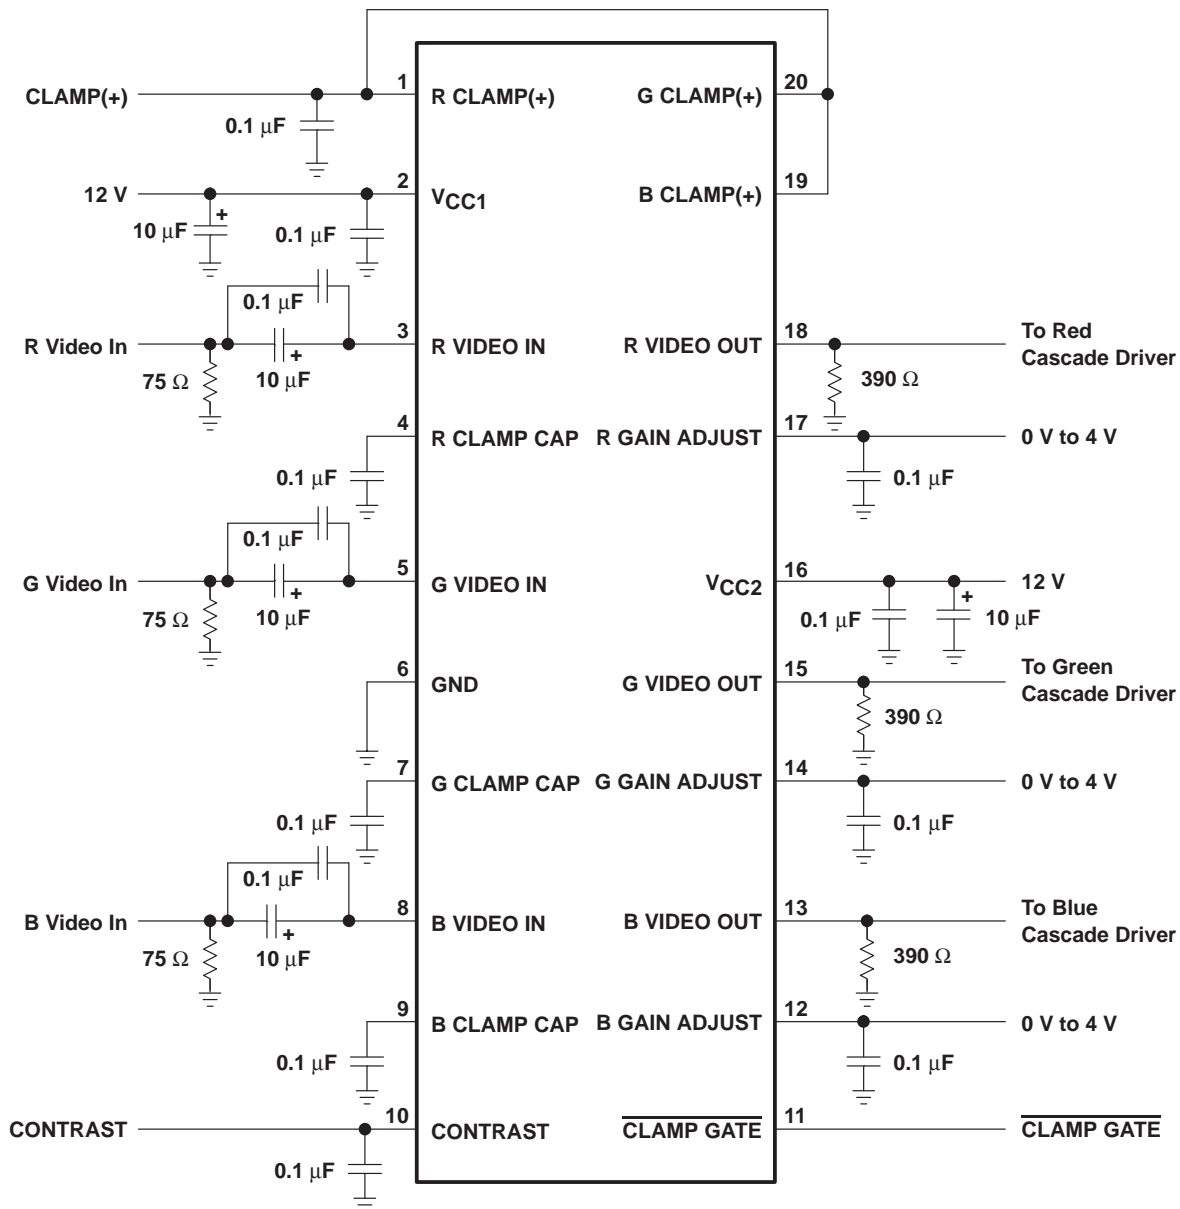 CLAMP(+)
0.1 μF
1
R CLAMP(+)
G CLAMP(+)
20
12 V
10 μF
+
0.1 μF
2
VCC1
B CLAMP(+)
19
R Video In
75 Ω
0.1 μF
+
10 μF
3
R VIDEO IN
R VIDEO OUT
18
390 Ω
To Red
Cascade Driver
4
R CLAMP CAP
0.1 μF
R GAIN ADJUST
17
0.1 μF
0 V to 4 V
G Video In
75 Ω
0.1 μF
+
10 μF
5
G VIDEO IN
VCC2
16
0.1 μF
+
10 μF
12 V
6
GND
G VIDEO OUT
15
390 Ω
To Green
Cascade Driver
7
G CLAMP CAP
0.1 μF
G GAIN ADJUST
14
0.1 μF
0 V to 4 V
B Video In
75 Ω
0.1 μF
+
10 μF
8
B VIDEO IN
B VIDEO OUT
13
390 Ω
To Blue
Cascade Driver
9
B CLAMP CAP
0.1 μF
B GAIN ADJUST
12
0.1 μF
0 V to 4 V
CONTRAST
0.1 μF
10
CONTRAST
CLAMP GATE
11
CLAMP GATE